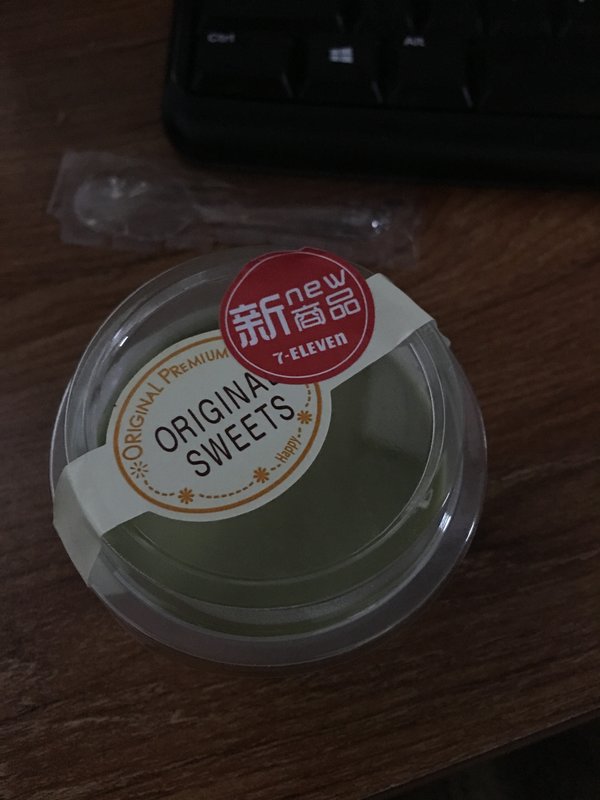 Ctrl
Alt
new
新商品
7-ELEVEn
ORIGINAL PREMIUM
ORIGINAL
SWEETS
Happy